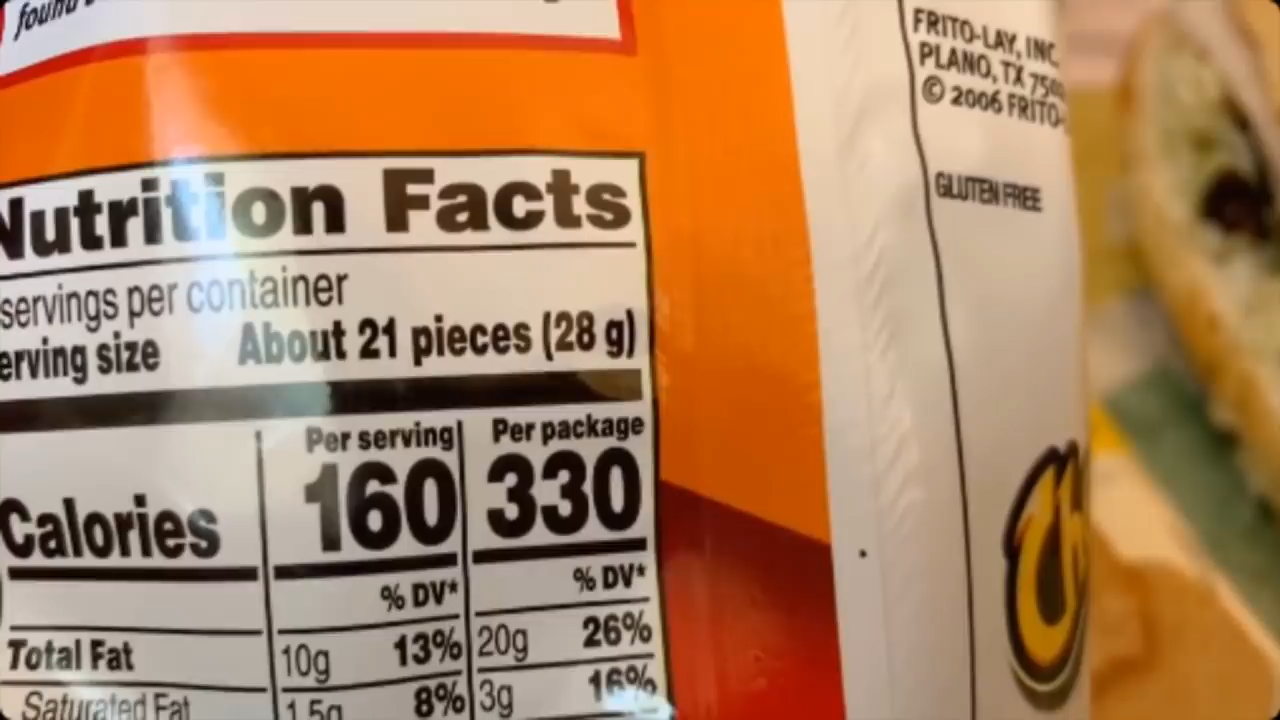 found
FRITO-LAY, INC.
PLANO, TX
© 2006 FRITO-
GLUTEN FREE
Nutrition Facts
servings per container
erving size About 21 pieces (28 g)
Per serving Per package
Calories 160 330
% DV* % DV*
Total Fat 10g 13% 20g 26%
Saturated Fat 1.5g 8% 3g 16%
Ch